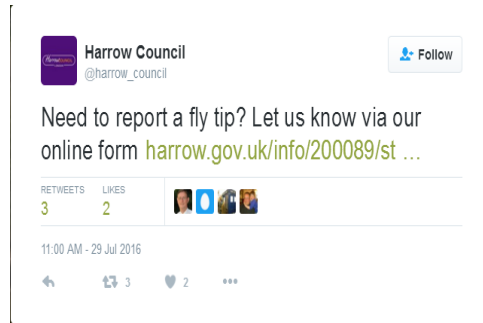 Harrow Council
@harrow_council
Follow
Need to report a fly tip? Let us know via our
online form harrow.gov.uk/info/200089/st …
RETWEETS LIKES
3 2
11:00 AM - 29 Jul 2016
3 2